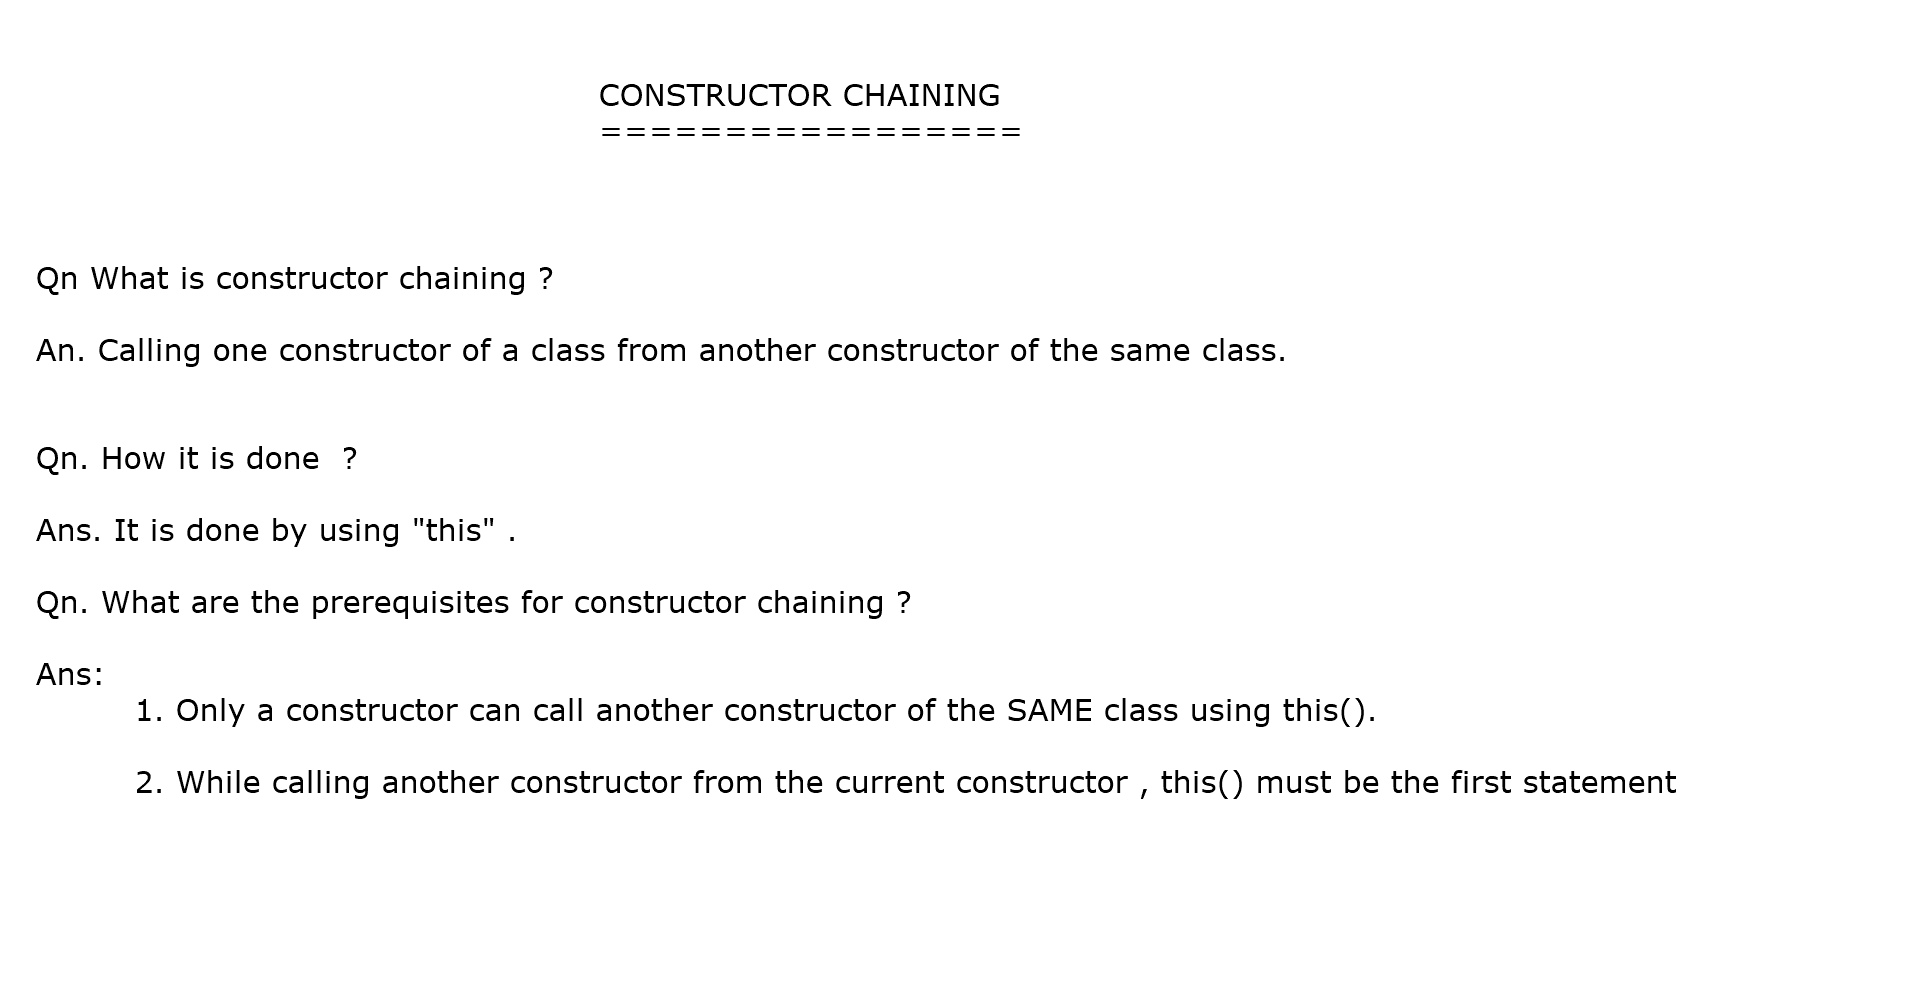 CONSTRUCTOR CHAINING
=================
Qn What is constructor chaining ?
An. Calling one constructor of a class from another constructor of the same class.
Qn. How it is done  ?
Ans. It is done by using "this" .
Qn. What are the prerequisites for constructor chaining ?
Ans:
1. Only a constructor can call another constructor of the SAME class using this().
2. While calling another constructor from the current constructor , this() must be the first statement